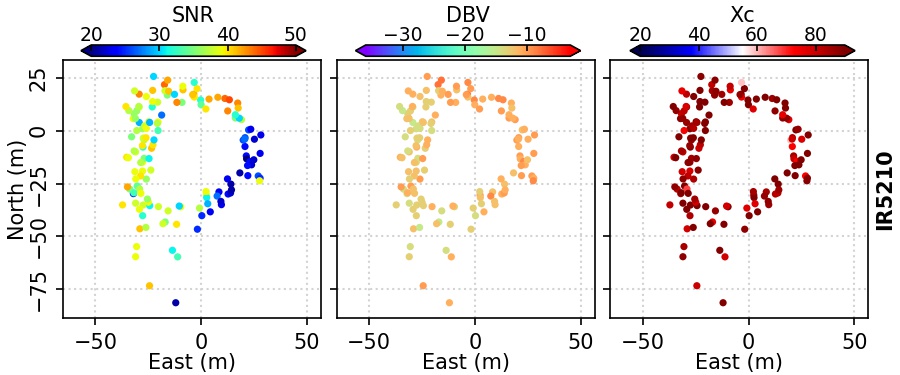 SNR DBV Xc
20 30 40 50 −30 −20 −10 20 40 60 80
25
0
−25
−50
−75
North (m)
IR5210
−50 0 50 −50 0 50 −50 0 50
East (m) East (m) East (m)